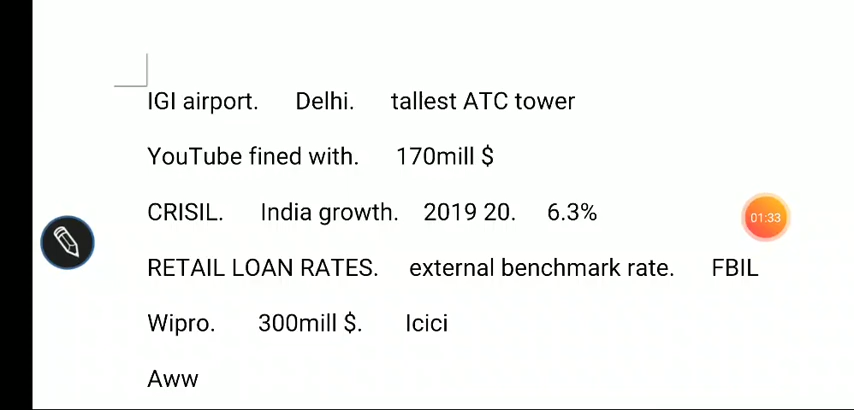 IGI airport. Delhi. tallest ATC tower
YouTube fined with. 170mill $
CRISIL. India growth. 2019 20. 6.3%
01:33
RETAIL LOAN RATES. external benchmark rate. FBIL
Wipro. 300mill $. Icici
Aww